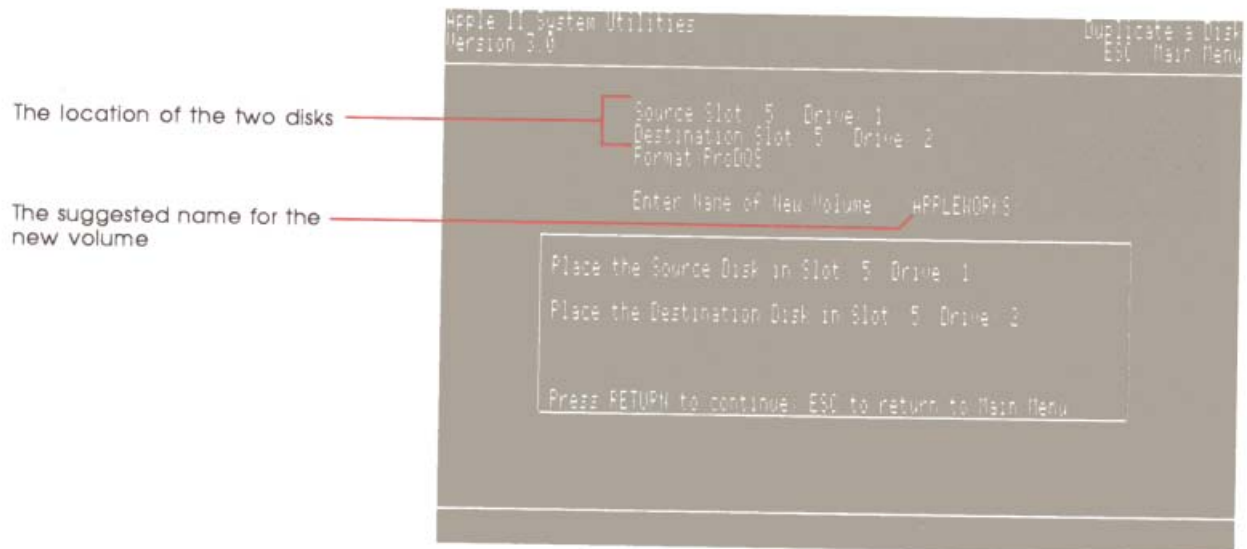 Apple II System Utilities
Version 3.0
Duplicate a Disk
ESC: Main Menu
The location of the two disks
Source Slot 5 Drive 1
Destination Slot 5 Drive 2
Format ProDOS
The suggested name for the
new volume
Enter Name of New Volume APPLEWORKS
Place the Source Disk in Slot 5 Drive 1
Place the Destination Disk in Slot 5 Drive 2
Press RETURN to continue ESC to return to Main Menu